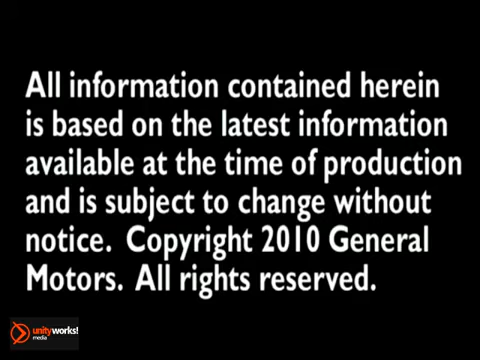 All information contained herein
is based on the latest information
available at the time of production
and is subject to change without
notice. Copyright 2010 General
Motors. All rights reserved.
unityworks!
media